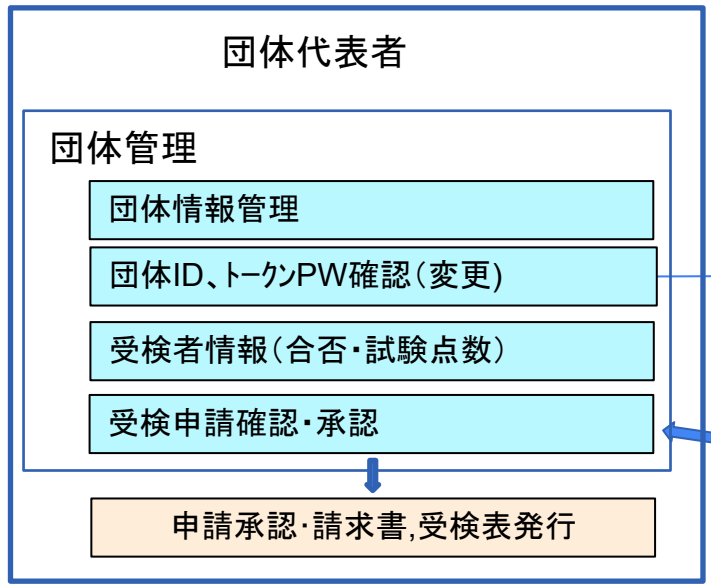 団体代表者
団体管理
団体情報管理
団体ID、ﾄｰｸﾝPW確認（変更)
受検者情報（合否・試験点数）
受検申請確認・承認
申請承認・請求書,受検表発行